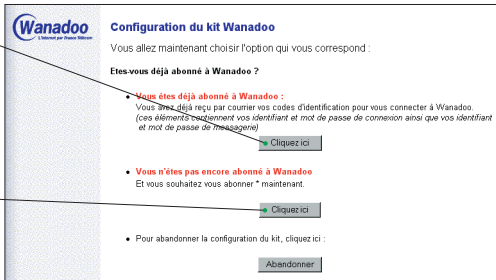 Wanadoo
L'internet par France Télécom
Configuration du kit Wanadoo
Vous allez maintenant choisir l'option qui vous correspond :
Etes-vous déjà abonné à Wanadoo ?
• Vous êtes déjà abonné à Wanadoo :
Vous avez déjà reçu par courrier vos codes d'identification pour vous connecter à Wanadoo.
(ces éléments contiennent vos identifiant et mot de passe de connexion ainsi que vos identifiant
et mot de passe de messagerie)
Cliquez ici
• Vous n'êtes pas encore abonné à Wanadoo
Et vous souhaitez vous abonner * maintenant.
Cliquez ici
• Pour abandonner la configuration du kit, cliquez ici :
Abandonner